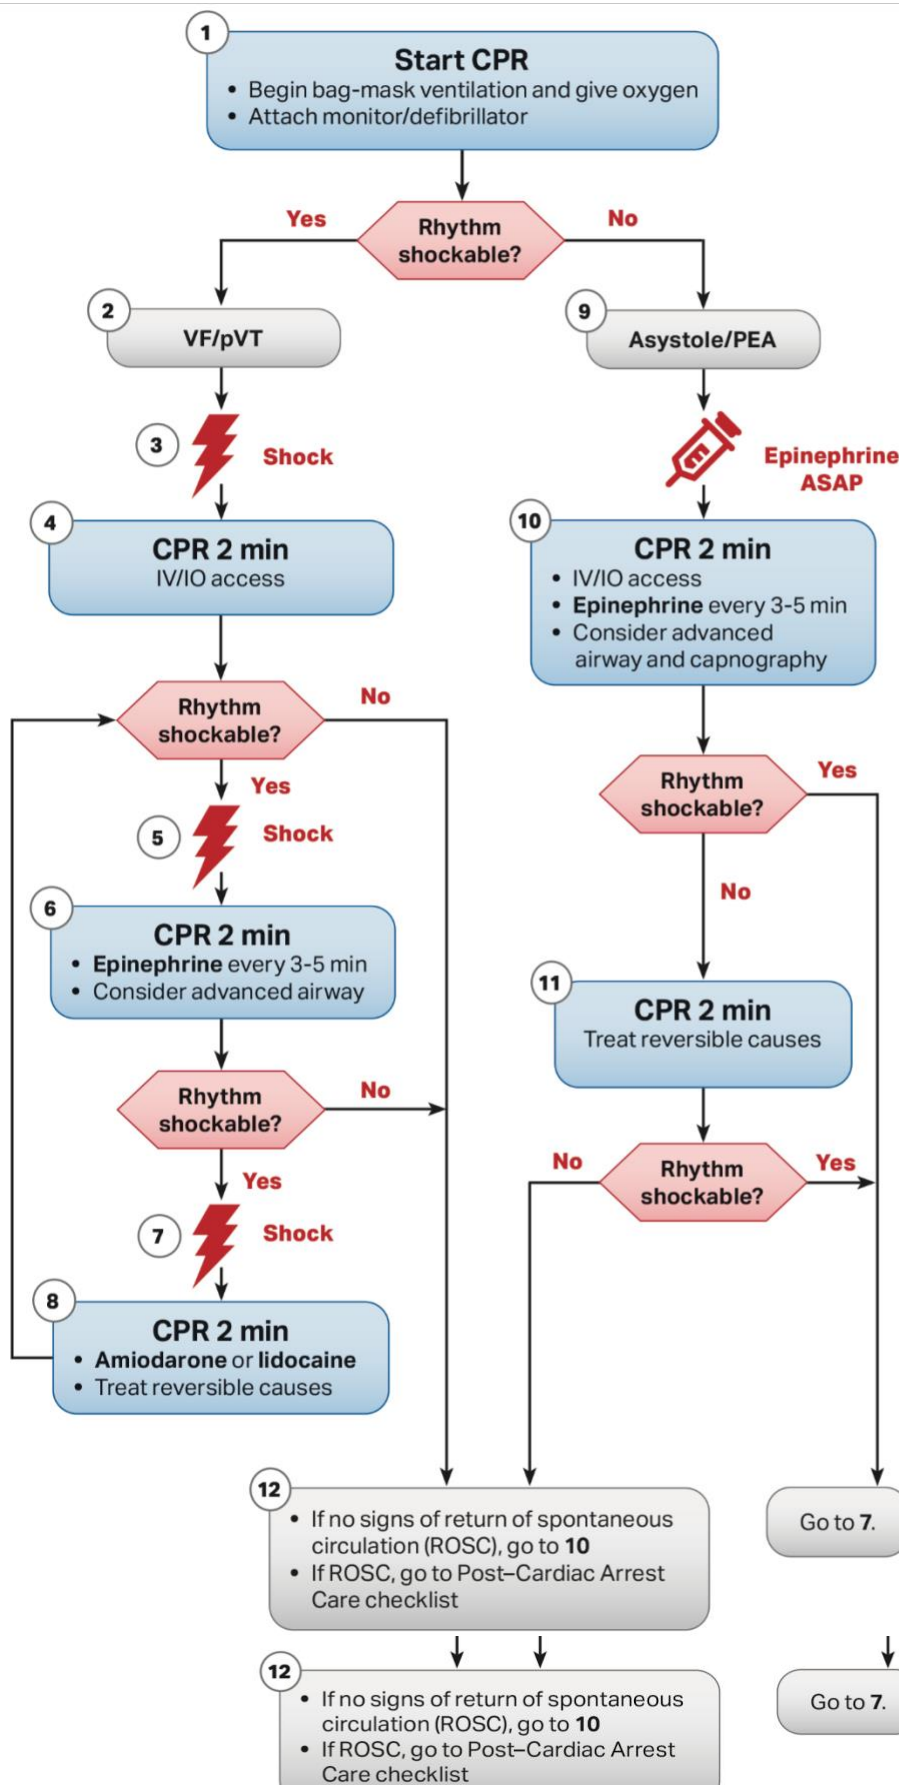 1
Start CPR
• Begin bag-mask ventilation and give oxygen
• Attach monitor/defibrillator
Rhythm
shockable?
Yes
No
2
VF/pVT
3
Shock
4
CPR 2 min
IV/IO access
Rhythm
shockable?
No
Yes
5
Shock
6
CPR 2 min
• Epinephrine every 3-5 min
• Consider advanced airway
Rhythm
shockable?
No
Yes
7
Shock
8
CPR 2 min
• Amiodarone or lidocaine
• Treat reversible causes
9
Asystole/PEA
Epinephrine
ASAP
10
CPR 2 min
• IV/IO access
• Epinephrine every 3-5 min
• Consider advanced
airway and capnography
Rhythm
shockable?
Yes
No
11
CPR 2 min
Treat reversible causes
Rhythm
shockable?
No
Yes
12
• If no signs of return of spontaneous
circulation (ROSC), go to 10
• If ROSC, go to Post–Cardiac Arrest
Care checklist
Go to 7.
12
• If no signs of return of spontaneous
circulation (ROSC), go to 10
• If ROSC, go to Post–Cardiac Arrest
Care checklist
Go to 7.